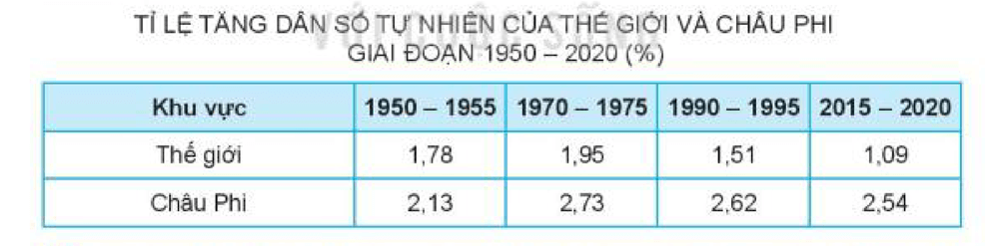 TỈ LỆ TĂNG DÂN SỐ TỰ NHIÊN CỦA THẾ GIỚI VÀ CHÂU PHI
GIAI ĐOẠN 1950 – 2020 (%)
Khu vực 1950 – 1955 1970 – 1975 1990 – 1995 2015 – 2020
Thế giới 1,78 1,95 1,51 1,09
Châu Phi 2,13 2,73 2,62 2,54